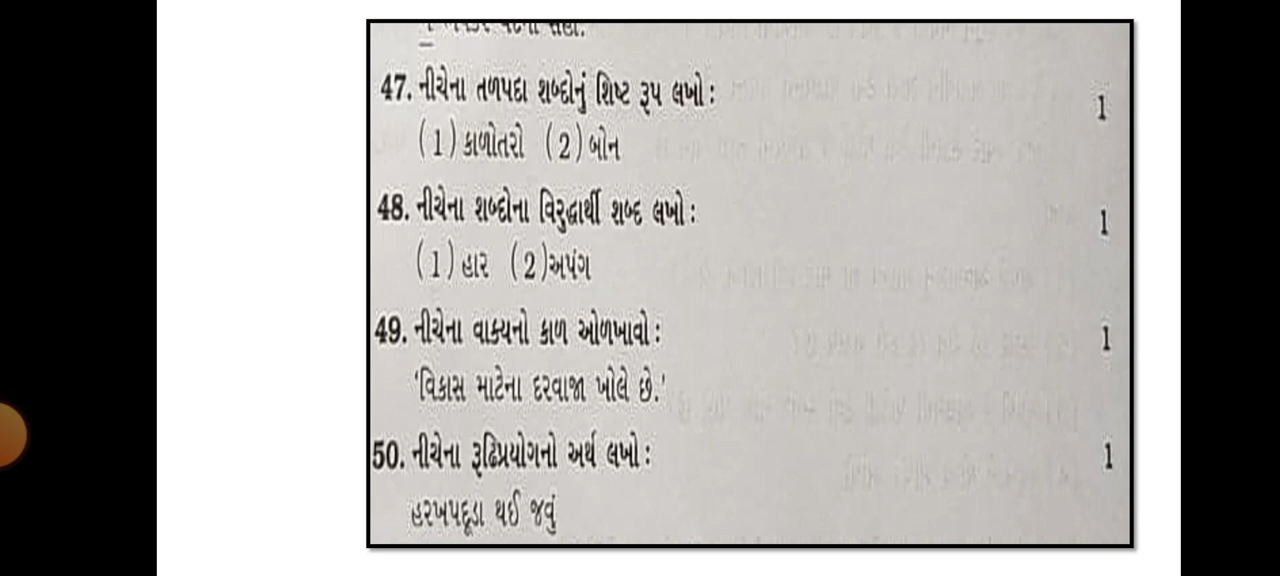 47. નીચેના તળપદા શબ્દોનું શિષ્ટ રૂપ લખો : 1
(1) કાળોતરો (2) બોન
48. નીચેના શબ્દોના વિરુદ્ધાર્થી શબ્દ લખો : 1
(1) હાર (2) અપંગ
49. નીચેના વાક્યનો કાળ ઓળખાવો : 1
'વિકાસ માટેના દરવાજા ખોલે છે.'
50. નીચેના રૂઢિપ્રયોગનો અર્થ લખો : 1
હરખપદૂડા થઈ જવું